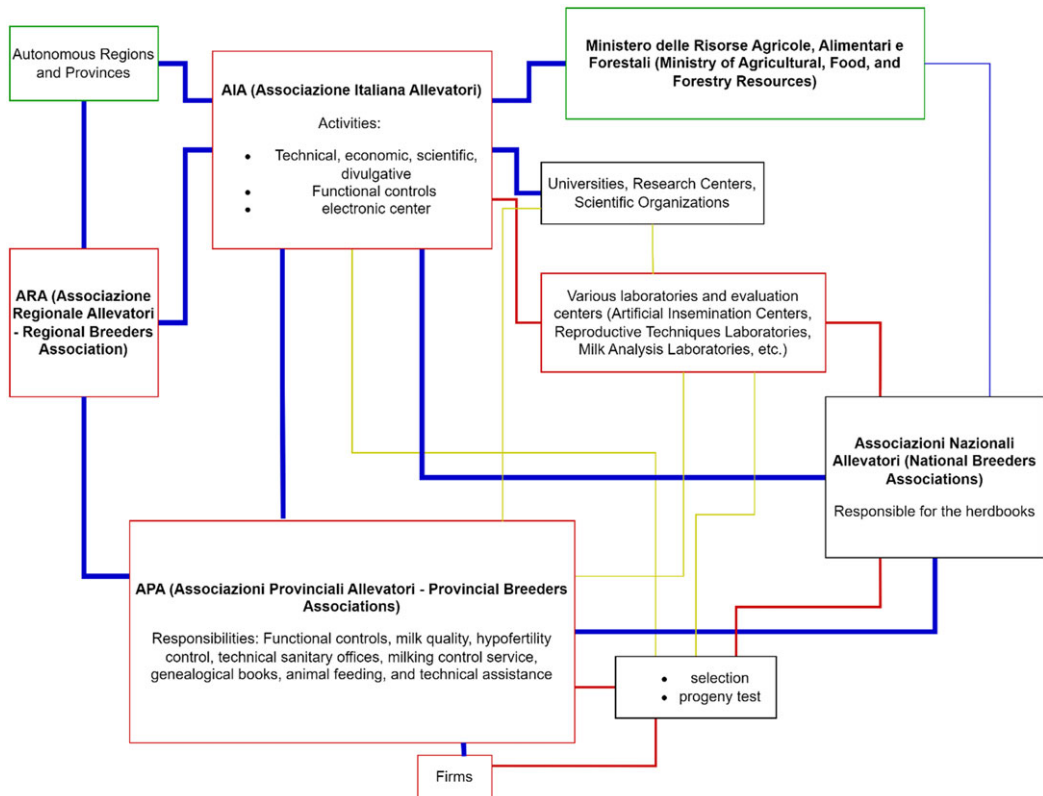 Autonomous Regions
and Provinces
AIA (Associazione Italiana Allevatori)
Activities:
• Technical, economic, scientific,
divulgative
• Functional controls
• electronic center
Ministero delle Risorse Agricole, Alimentari e
Forestali (Ministry of Agricultural, Food, and
Forestry Resources)
Universities, Research Centers,
Scientific Organizations
ARA (Associazione
Regionale Allevatori
- Regional Breeders
Association)
Various laboratories and evaluation
centers (Artificial Insemination Centers,
Reproductive Techniques Laboratories,
Milk Analysis Laboratories, etc.)
Associazioni Nazionali
Allevatori (National Breeders
Associations)
Responsible for the herdbooks
APA (Associazioni Provinciali Allevatori - Provincial Breeders
Associations)
Responsibilities: Functional controls, milk quality, hypofertility
control, technical sanitary offices, milking control service,
genealogical books, animal feeding, and technical assistance
• selection
• progeny test
Firms